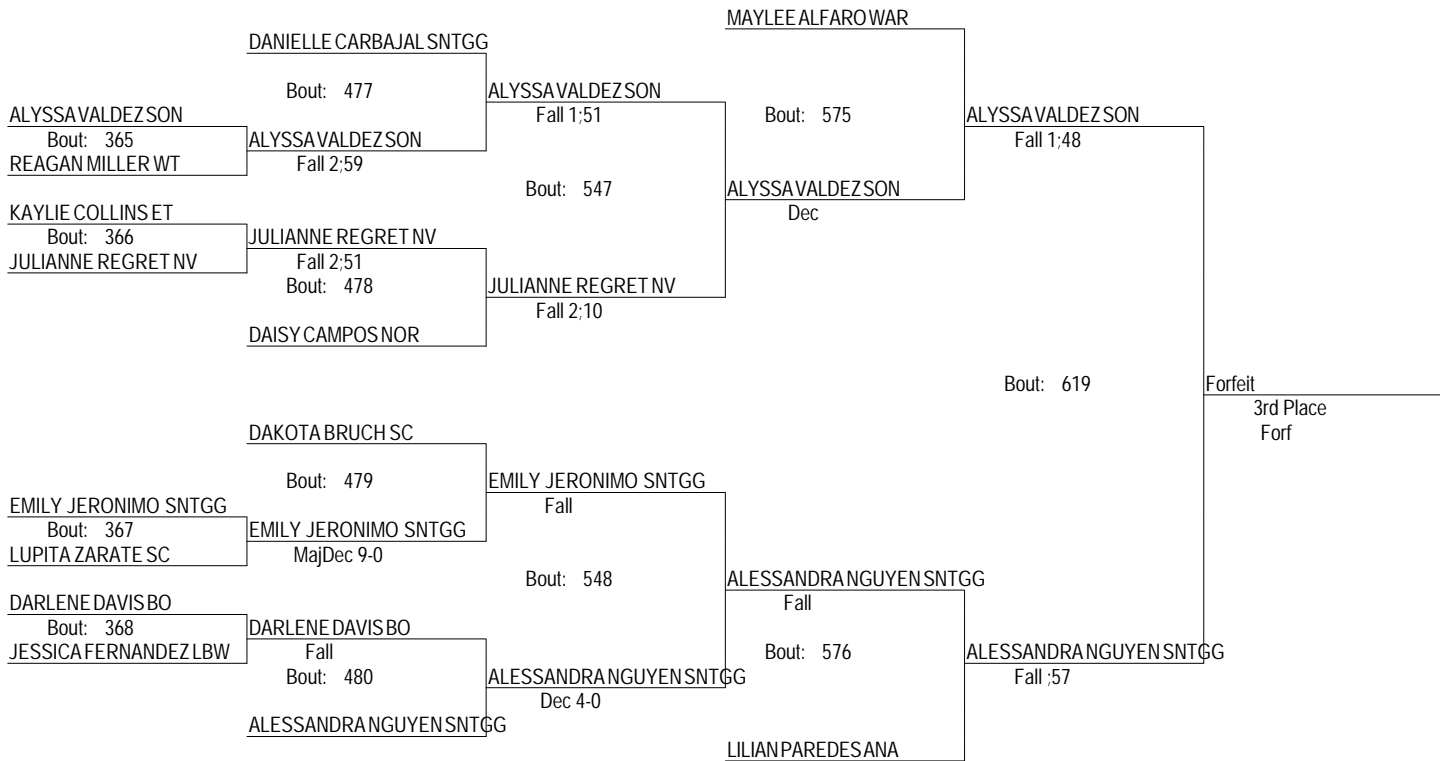 MAYLEE ALFARO WAR
DANIELLE CARBAJAL SNTGG
Bout: 477
ALYSSA VALDEZ SON
Fall 1;51
ALYSSA VALDEZ SON
Bout: 365
REAGAN MILLER WT
ALYSSA VALDEZ SON
Fall 2;59
Bout: 575
ALYSSA VALDEZ SON
Fall 1;48
Bout: 547
ALYSSA VALDEZ SON
Dec
KAYLIE COLLINS ET
Bout: 366
JULIANNE REGRET NV
JULIANNE REGRET NV
Fall 2;51
Bout: 478
JULIANNE REGRET NV
Fall 2;10
DAISY CAMPOS NOR
Bout: 619
Forfeit
3rd Place
Forf
DAKOTA BRUCH SC
Bout: 479
EMILY JERONIMO SNTGG
Fall
EMILY JERONIMO SNTGG
Bout: 367
LUPITA ZARATE SC
EMILY JERONIMO SNTGG
MajDec 9-0
Bout: 548
ALESSANDRA NGUYEN SNTGG
Fall
DARLENE DAVIS BO
Bout: 368
JESSICA FERNANDEZ LBW
DARLENE DAVIS BO
Fall
Bout: 480
ALESSANDRA NGUYEN SNTGG
Dec 4-0
Bout: 576
ALESSANDRA NGUYEN SNTGG
Fall ;57
ALESSANDRA NGUYEN SNTGG
LILIAN PAREDES ANA